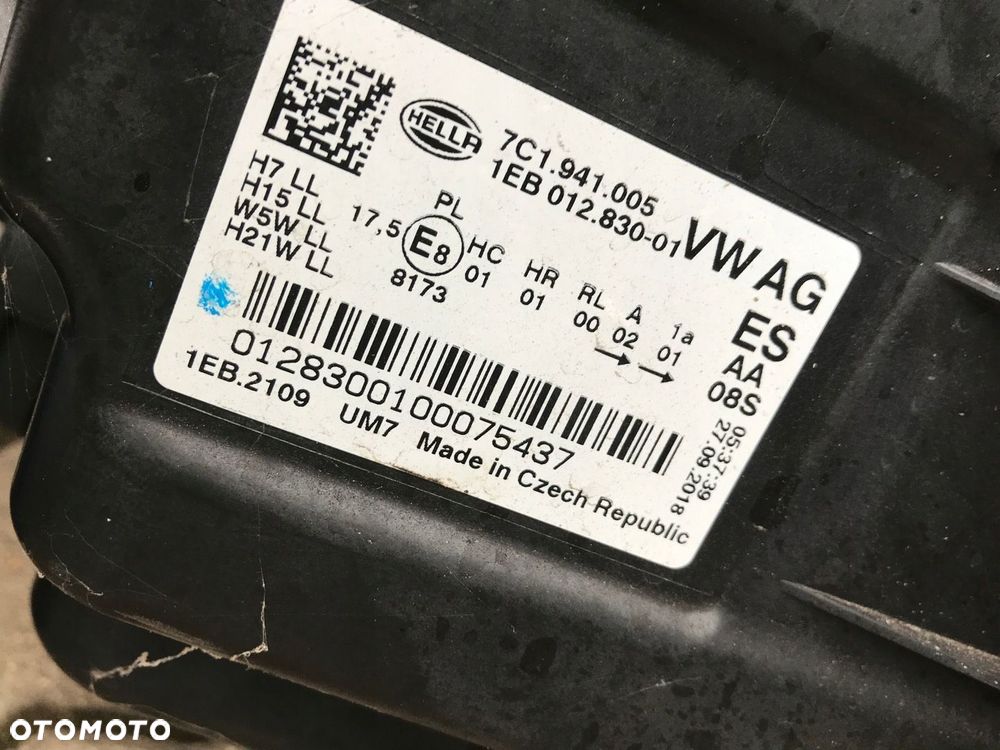 HELLA
7C1.941.005
1EB 012.830-01
VW AG
ES
AA
08S
H7 LL
H15 LL
W5W LL
H21W LL
PL
17,5 E8 HC HR RL A 1a
8173 01 01 00 02 01
→ →
012830010007 5437
1EB.2109 UM7 Made in Czech Republic
05:37:39
27.09.2018
OTOMOTO